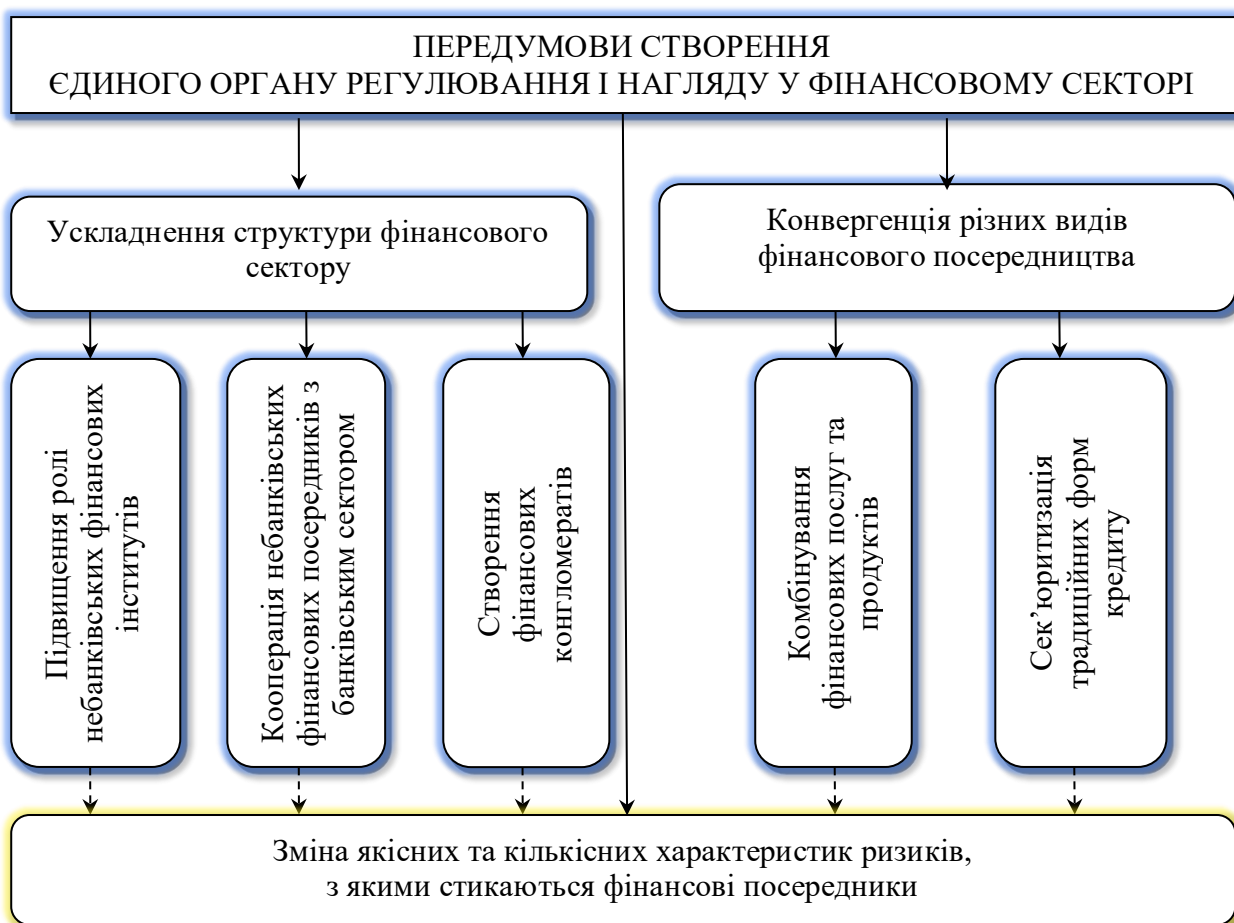 ПЕРЕДУМОВИ СТВОРЕННЯ
ЄДИНОГО ОРГАНУ РЕГУЛЮВАННЯ І НАГЛЯДУ У ФІНАНСОВОМУ СЕКТОРІ
Ускладнення структури фінансового
сектору
Конвергенція різних видів
фінансового посередництва
Підвищення ролі
небанківських фінансових
інститутів
Кооперація небанківських
фінансових посередників з
банківським сектором
Створення
фінансових
конгломератів
Комбінування
фінансових послуг та
продуктів
Сек’юритизація
традиційних форм
кредиту
Зміна якісних та кількісних характеристик ризиків,
з якими стикаються фінансові посередники